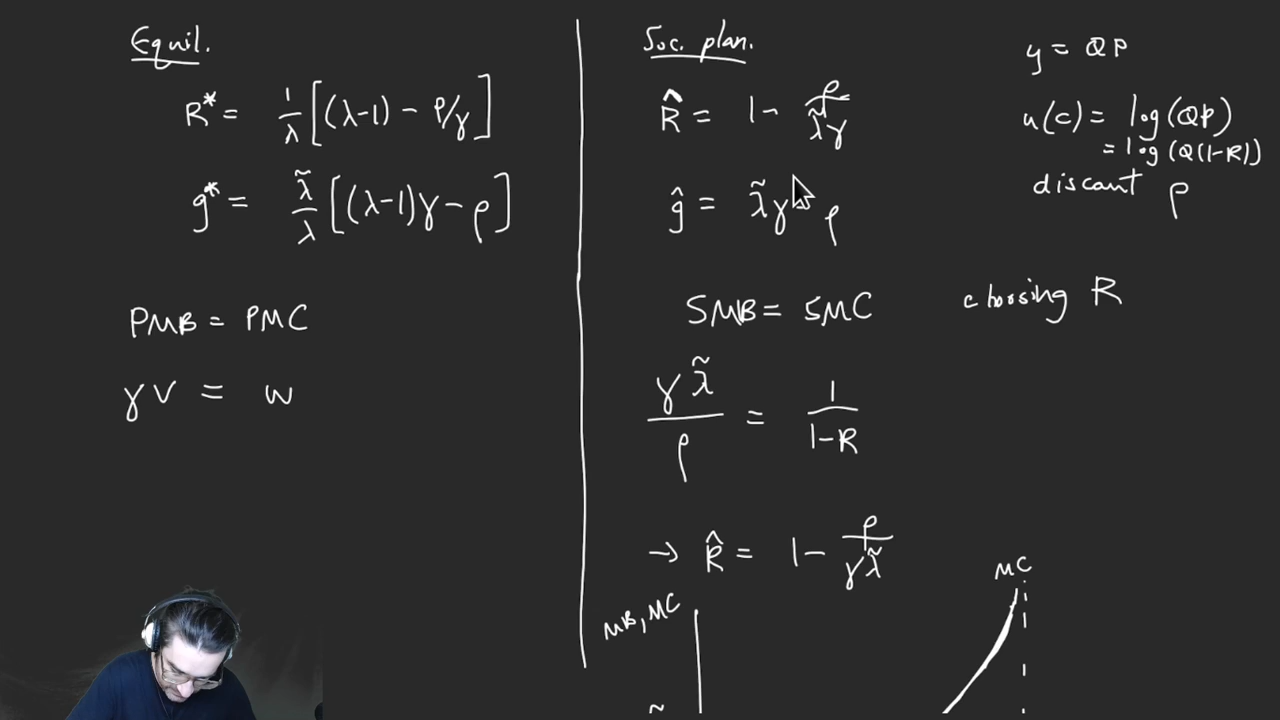 Equil.
R* = 1/λ [(λ-1) - ρ/γ]
g* = λ̃/λ [(λ-1)γ - ρ]
PMB = PMC
γV = w
Soc. plan.
R̂ = 1 - ρ/λ̃γ
ĝ = λ̃γ - ρ
SMB = SMC
γλ̃/ρ = 1/1-R
→ R̂ = 1 - ρ/γλ̃
MB, MC
~
MC
y = QP
u(c) = log(QP)
= log(Q(1-R))
discount ρ
choosing R